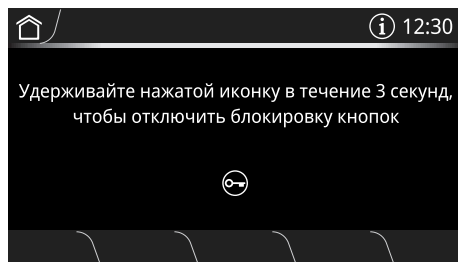 12:30
Удерживайте нажатой иконку в течение 3 секунд,
чтобы отключить блокировку кнопок